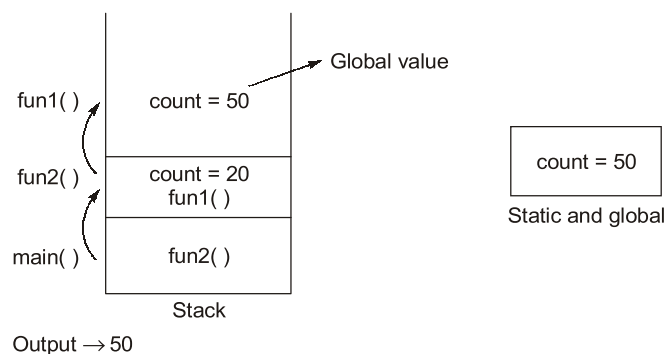 Global value
fun1( )
count = 50
fun2( )
count = 20
fun1( )
count = 50
Static and global
main( )
fun2( )
Stack
Output → 50